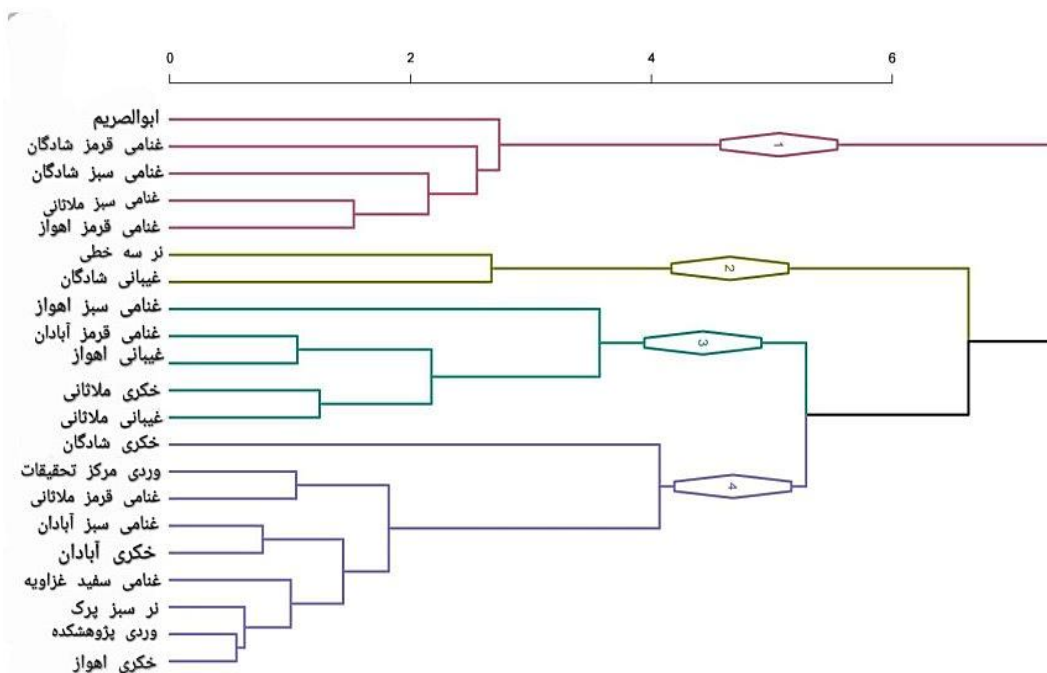 0 2 4 6
ابوالصریم
غنامی قرمز شادگان
1
غنامی سبز شادگان
غنامی سبز ملاثانی
غنامی قرمز اهواز
نر سه خطی
2
غیبانی شادگان
غنامی سبز اهواز
غنامی قرمز آبادان
3
غیبانی اهواز
خکری ملاثانی
غیبانی ملاثانی
خکری شادگان
وردی مرکز تحقیقات
4
غنامی قرمز ملاثانی
غنامی سبز آبادان
خکری آبادان
غنامی سفید غزاویه
نر سبز پرک
وردی پژوهشکده
خکری اهواز